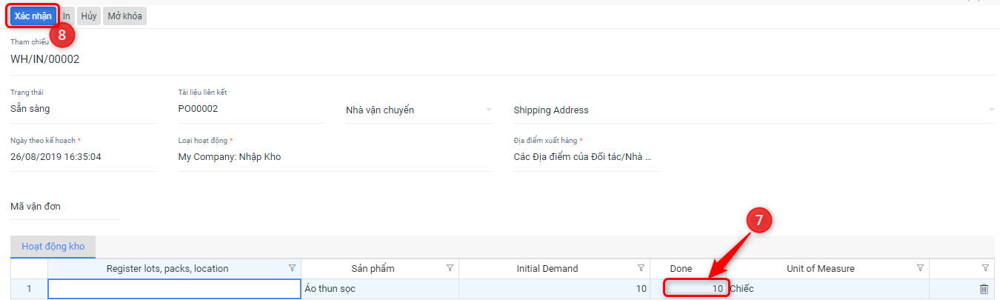 Xác nhận In Hủy Mở khóa
8
Tham chiếu
WH/IN/00002
Trạng thái Tài liệu liên kết
Sẵn sàng PO00002 Nhà vận chuyển Shipping Address
Ngày theo kế hoạch * Loại hoạt động * Địa điểm xuất hàng *
26/08/2019 16:35:04 My Company: Nhập Kho Các Địa điểm của Đối tác/Nhà ...
Mã vận đơn
7
Hoạt động kho
Register lots, packs, location Sản phẩm Initial Demand Done Unit of Measure
1 Áo thun sọc 10 10 Chiếc